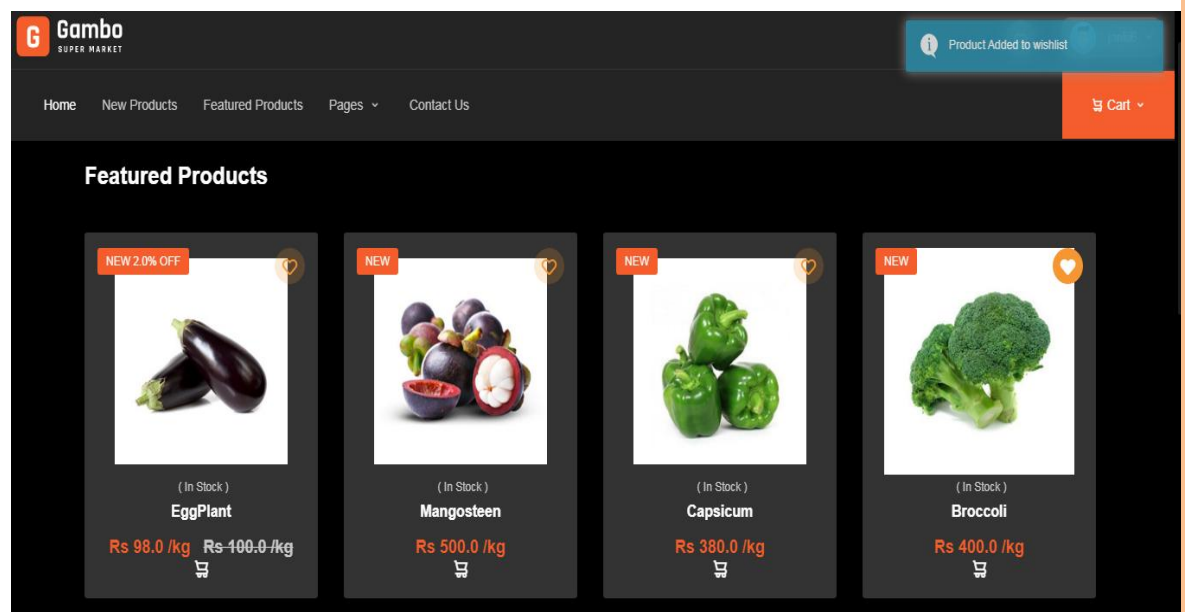 G
Gambo
SUPER MARKET
Product Added to wishlist
Home New Products Featured Products Pages Contact Us
Cart
Featured Products
NEW 2.0% OFF
NEW
NEW
NEW
( In Stock )
( In Stock )
( In Stock )
( In Stock )
EggPlant
Mangosteen
Capsicum
Broccoli
Rs 98.0 /kg Rs 100.0 /kg
Rs 500.0 /kg
Rs 380.0 /kg
Rs 400.0 /kg